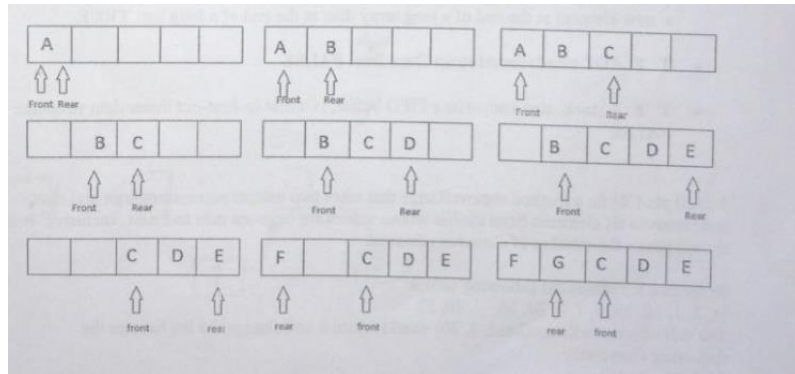 A A B A B C
Front Rear Front Rear Front Rear
B C B C D B C D E
Front Rear Front Rear Front Rear
C D E F C D E F G C D E
front rear rear front rear front